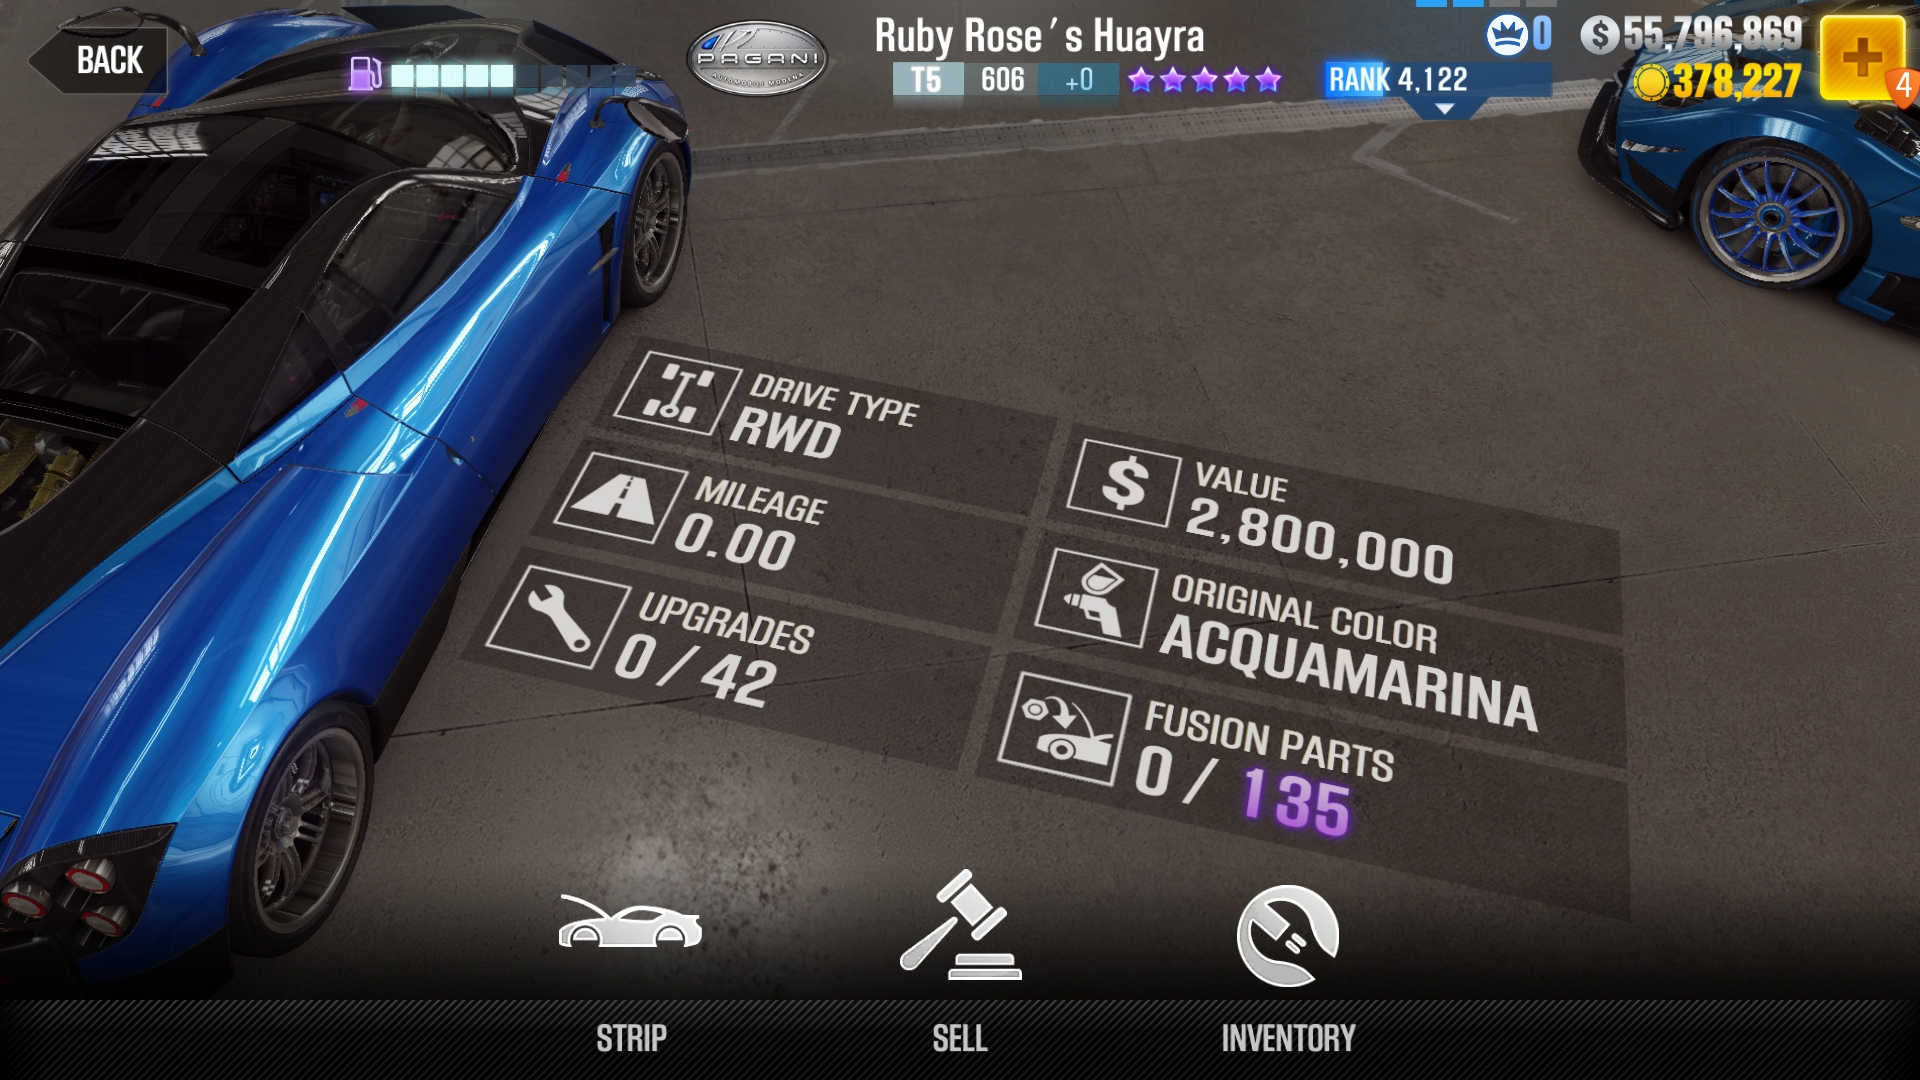 BACK
PAGANI
AUTOMOBILI MODENA
Ruby Rose's Huayra
T5 606 +0
RANK 4,122
0
$ 55,796,869
378,227
4
DRIVE TYPE
RWD
MILEAGE
0.00
UPGRADES
0 / 42
$
VALUE
2,800,000
ORIGINAL COLOR
ACQUAMARINA
FUSION PARTS
0 / 135
STRIP
SELL
INVENTORY